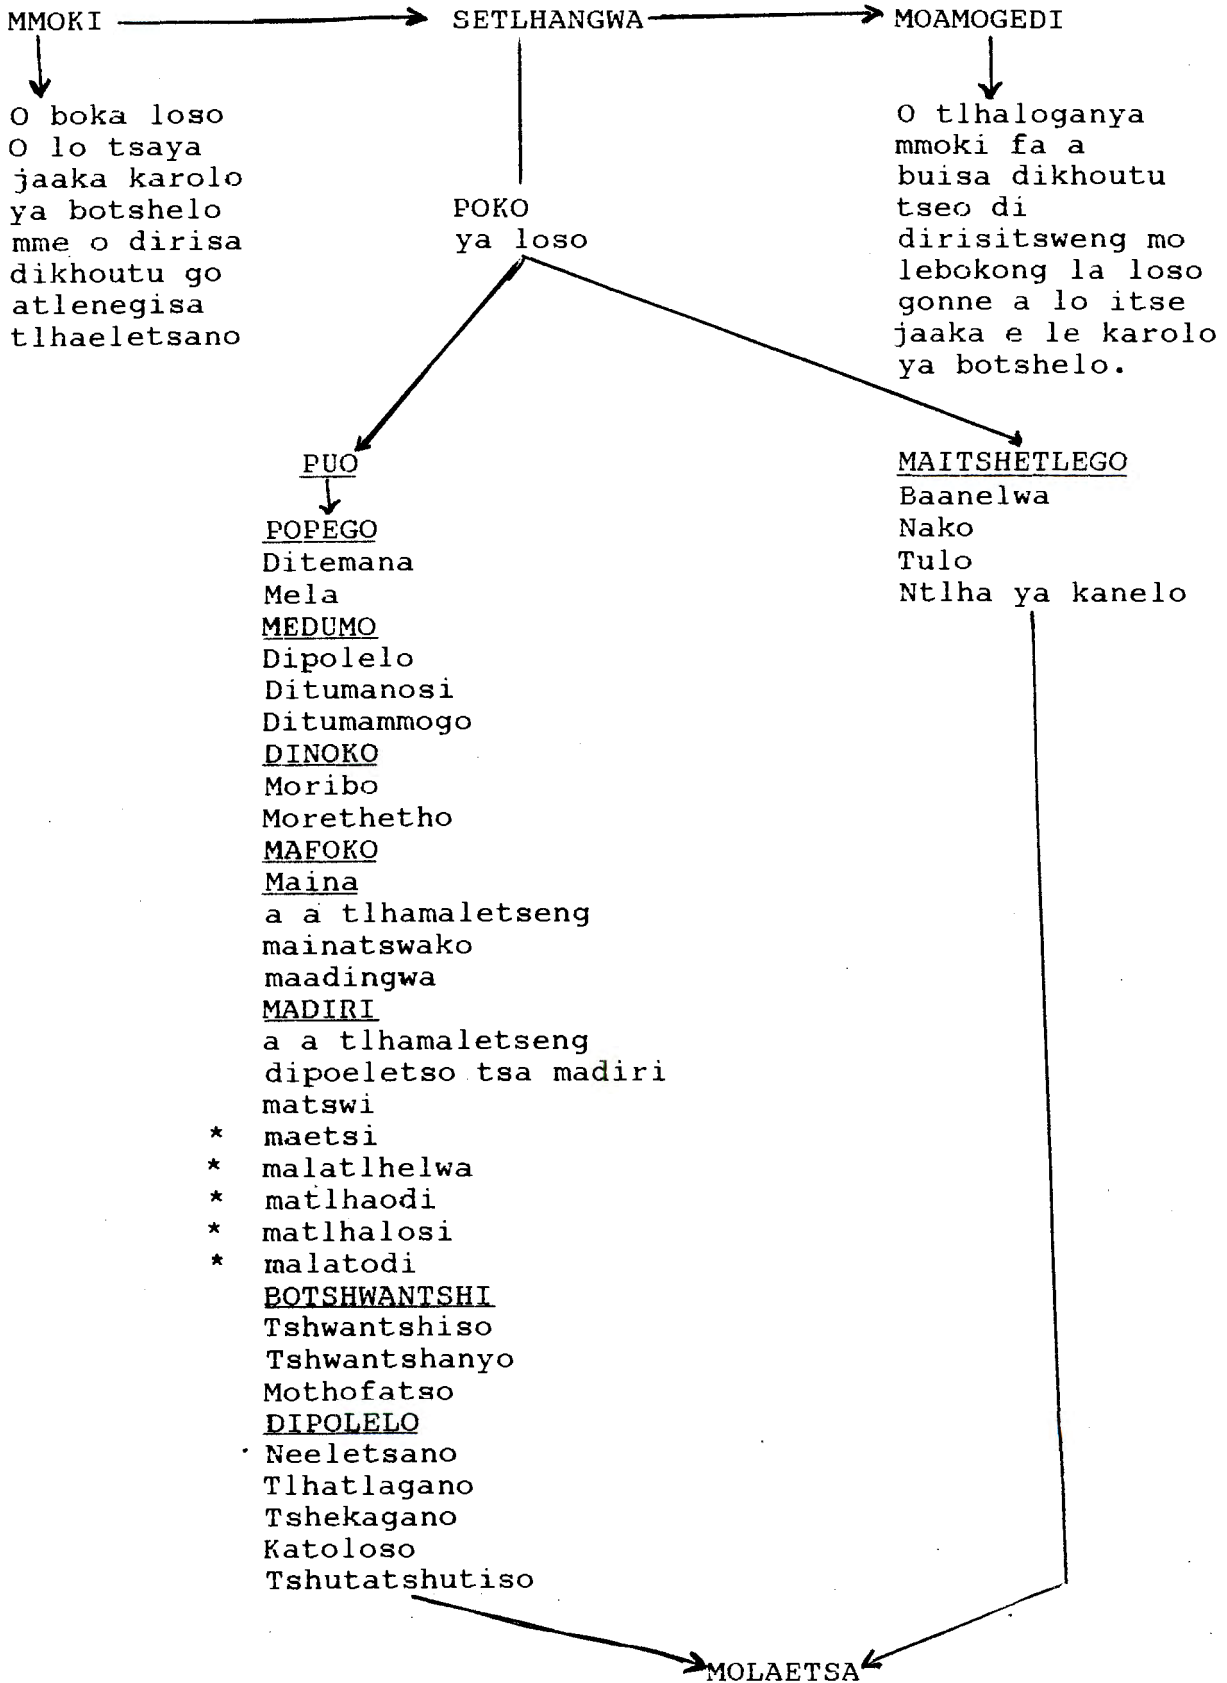 MMOKI SETLHANGWA MOAMOGEDI
O boka loso
O lo tsaya
jaaka karolo
ya botshelo
mme o dirisa
dikhoutu go
atlenegisa
tlhaeletsano
POKO
ya loso
O tlhaloganya
mmoki fa a
buisa dikhoutu
tseo di
dirisitsweng mo
lebokong la loso
gonne a lo itse
jaaka e le karolo
ya botshelo.
PUO
POPEGO
Ditemana
Mela
MEDUMO
Dipolelo
Ditumanosi
Ditumammogo
DINOKO
Moribo
Morethetho
MAFOKO
Maina
a a tlhamaletseng
mainatswako
maadingwa
MADIRI
a a tlhamaletseng
dipoeletso tsa madiri
matswi
* maetsi
* malatlhelwa
* matlhaodi
* matlhalosi
* malatodi
BOTSHWANTSHI
Tshwantshiso
Tshwantshanyo
Mothofatso
DIPOLELO
Neeletsano
Tlhatlagano
Tshekagano
Katoloso
Tshutatshutiso
MAITSHETLEGO
Baanelwa
Nako
Tulo
Ntlha ya kanelo
MOLAETSA